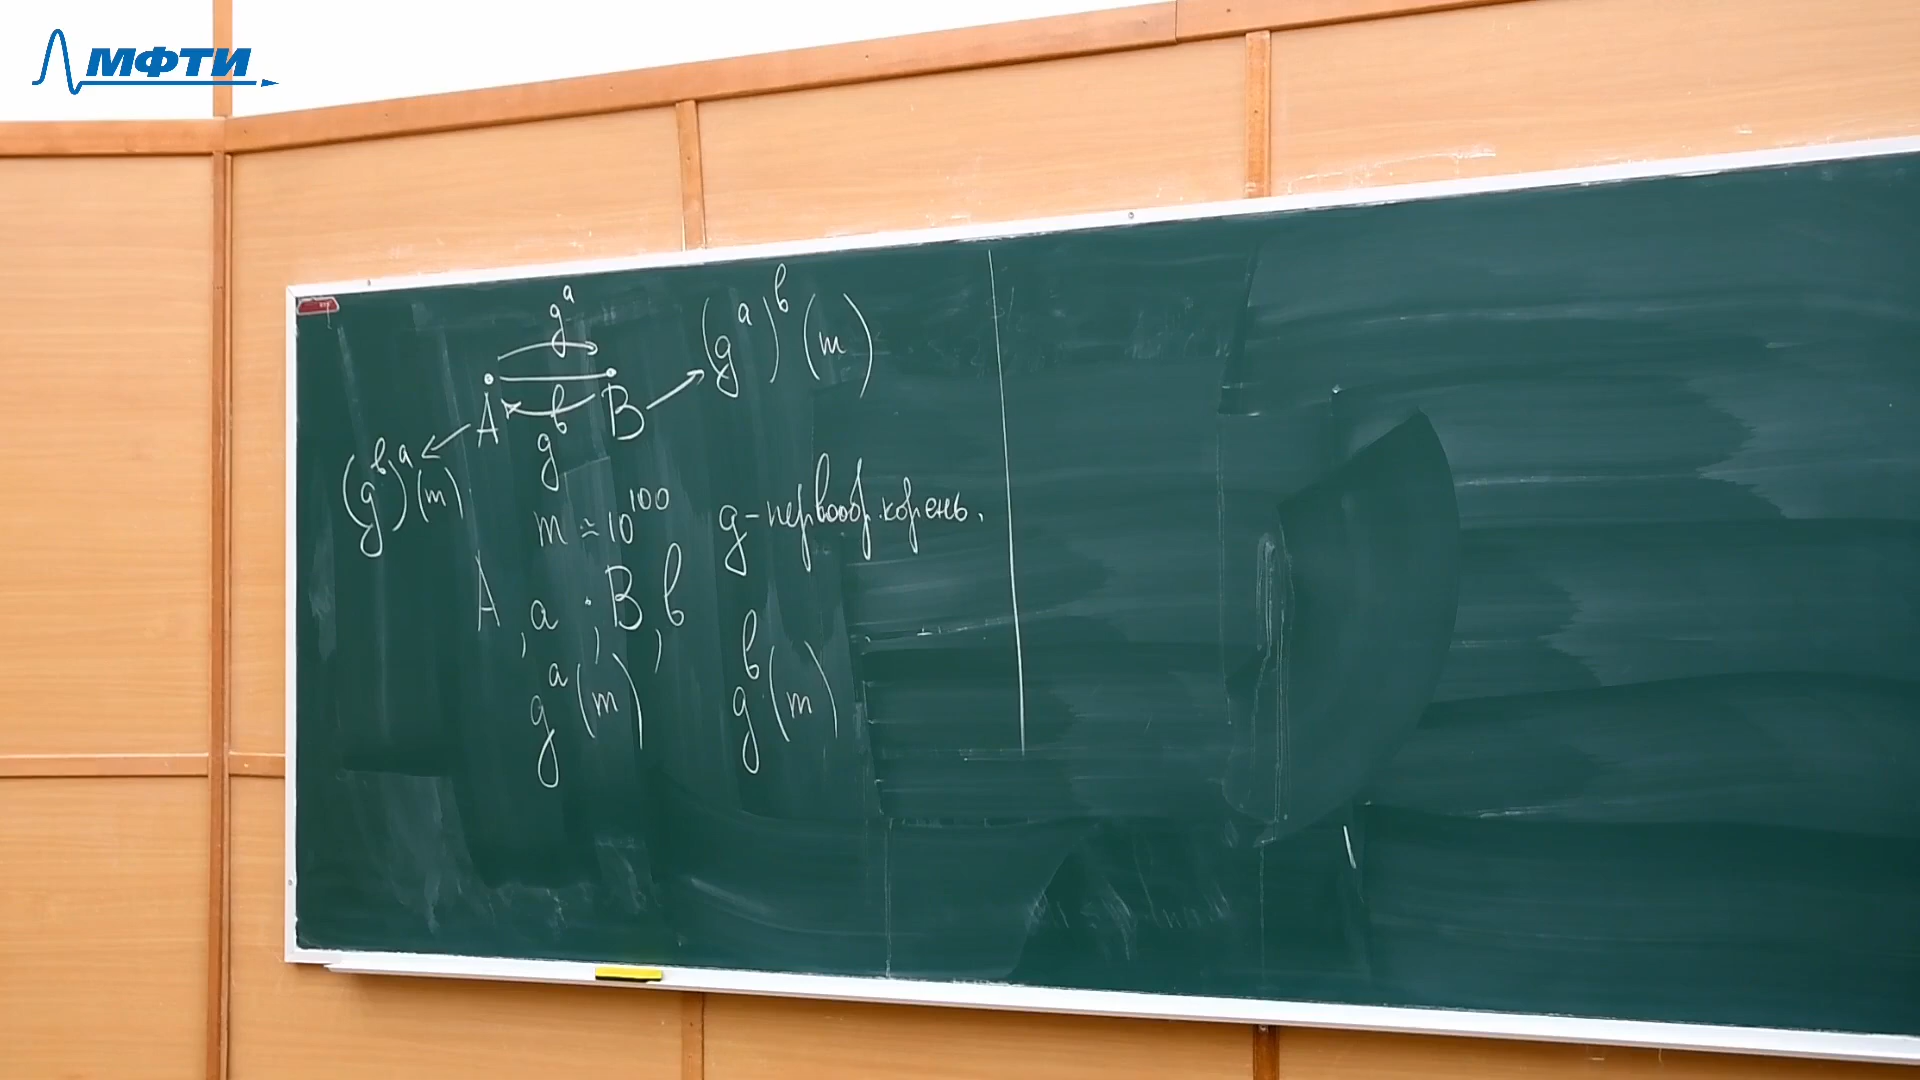 МФТИ
g^a
(g^a)^b (m)
A B
g^b
(g^b)^a (m)
m ≈ 10^100 g – первообр. корень.
A, a ; B, b
g^a (m) g^b (m)